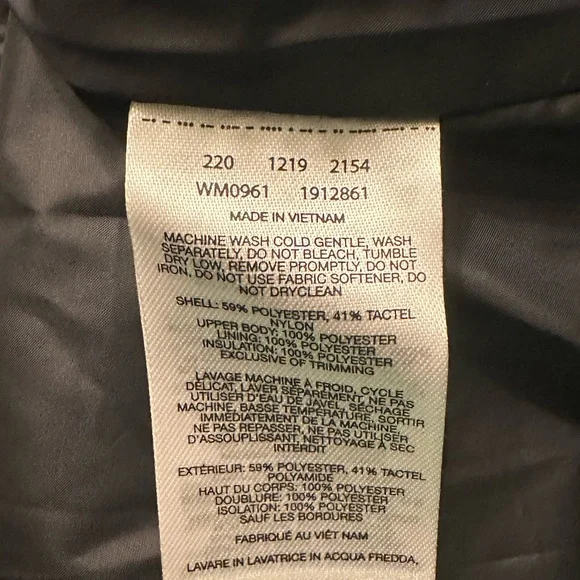 220 1219 2154
WM0961 1912861
MADE IN VIETNAM
MACHINE WASH COLD GENTLE, WASH
SEPARATELY, DO NOT BLEACH, TUMBLE
DRY LOW, REMOVE PROMPTLY, DO NOT
IRON, DO NOT USE FABRIC SOFTENER, DO
NOT DRYCLEAN
SHELL: 59% POLYESTER, 41% TACTEL
NYLON
UPPER BODY: 100% POLYESTER
LINING: 100% POLYESTER
INSULATION: 100% POLYESTER
EXCLUSIVE OF TRIMMING
LAVAGE MACHINE À FROID, CYCLE
DÉLICAT, LAVER SÉPARÉMENT, NE PAS
UTILISER D'EAU DE JAVEL, SÉCHAGE
MACHINE, BASSE TEMPÉRATURE, SORTIR
IMMÉDIATEMENT DE LA MACHINE,
NE PAS REPASSER, NE PAS UTILISER
D'ASSOUPLISSANT, NETTOYAGE À SEC
INTERDIT
EXTÉRIEUR: 59% POLYESTER, 41% TACTEL
POLYAMIDE
HAUT DU CORPS: 100% POLYESTER
DOUBLURE: 100% POLYESTER
ISOLATION: 100% POLYESTER
SAUF LES BORDURES
FABRIQUÉ AU VIÊT NAM
LAVARE IN LAVATRICE IN ACQUA FREDDA,